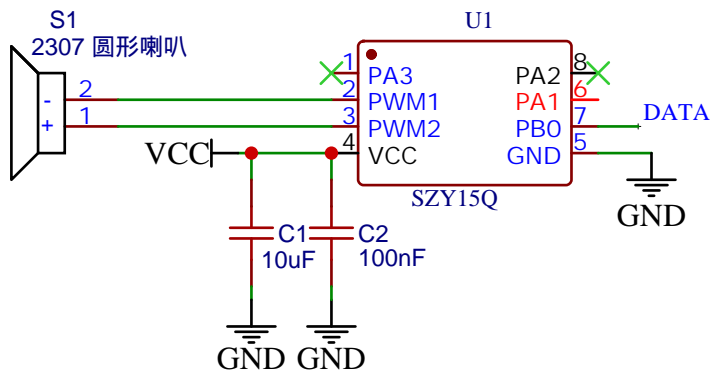 S1
2307 圆形喇叭
U1
2
-
1
+
1
PA3
2
PWM1
3
PWM2
4
VCC
VCC
PA2
8
PA1
6
PB0
7
DATA
GND
5
SZY15Q
GND
C1
10uF
C2
100nF
GND
GND